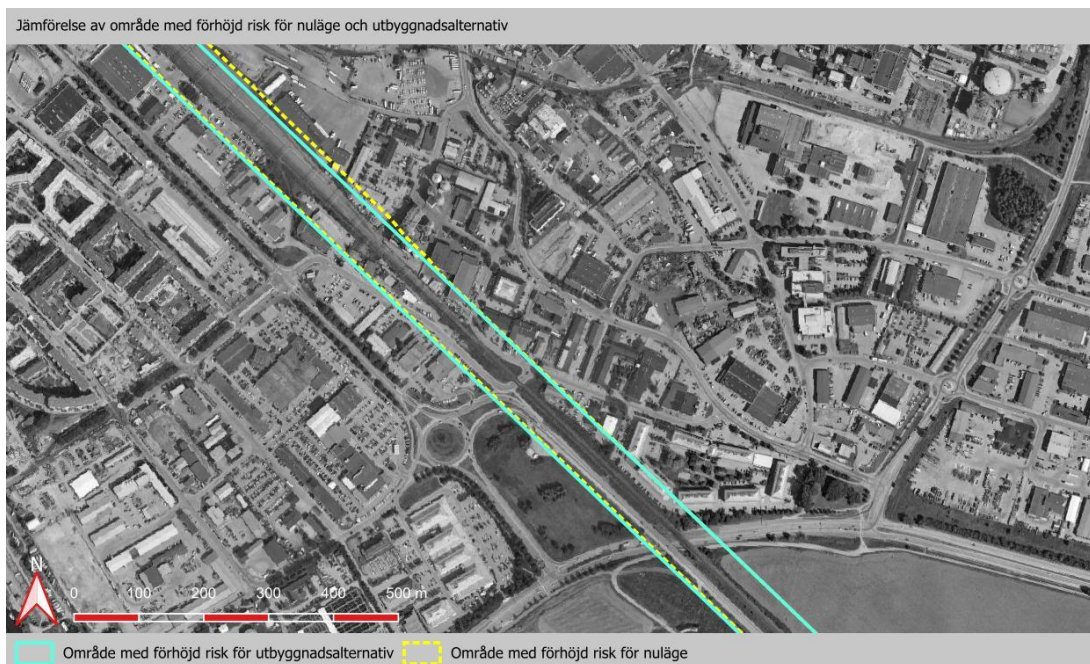 Jämförelse av område med förhöjd risk för nuläge och utbyggnadsalternativ
N
0 100 200 300 400 500 m
Område med förhöjd risk för utbyggnadsalternativ Område med förhöjd risk för nuläge